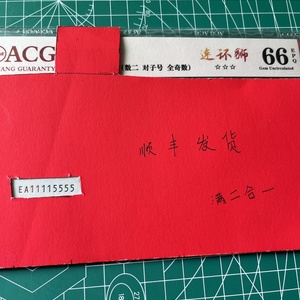 ACG
ANG GUARANTY
(数二 对子号 全奇数)
连环狮
☆☆☆
66 EPQ
Gem Uncirculated
顺丰发货
满二合一
EA11115555